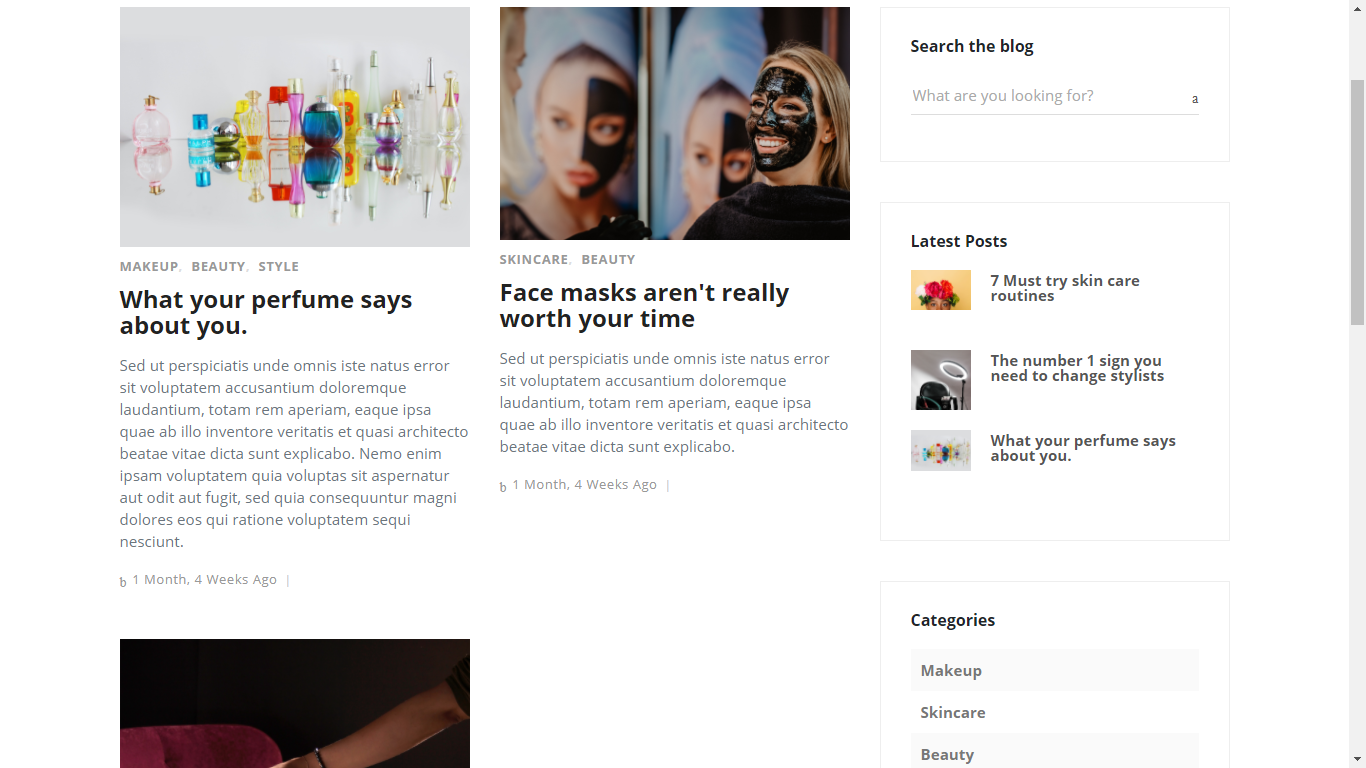 MAKEUP, BEAUTY, STYLE
What your perfume says
about you.
Sed ut perspiciatis unde omnis iste natus error
sit voluptatem accusantium doloremque
laudantium, totam rem aperiam, eaque ipsa
quae ab illo inventore veritatis et quasi architecto
beatae vitae dicta sunt explicabo. Nemo enim
ipsam voluptatem quia voluptas sit aspernatur
aut odit aut fugit, sed quia consequuntur magni
dolores eos qui ratione voluptatem sequi
nesciunt.
b 1 Month, 4 Weeks Ago |
SKINCARE, BEAUTY
Face masks aren't really
worth your time
Sed ut perspiciatis unde omnis iste natus error
sit voluptatem accusantium doloremque
laudantium, totam rem aperiam, eaque ipsa
quae ab illo inventore veritatis et quasi architecto
beatae vitae dicta sunt explicabo.
b 1 Month, 4 Weeks Ago |
Search the blog
What are you looking for? a
Latest Posts
7 Must try skin care
routines
The number 1 sign you
need to change stylists
What your perfume says
about you.
Categories
Makeup
Skincare
Beauty